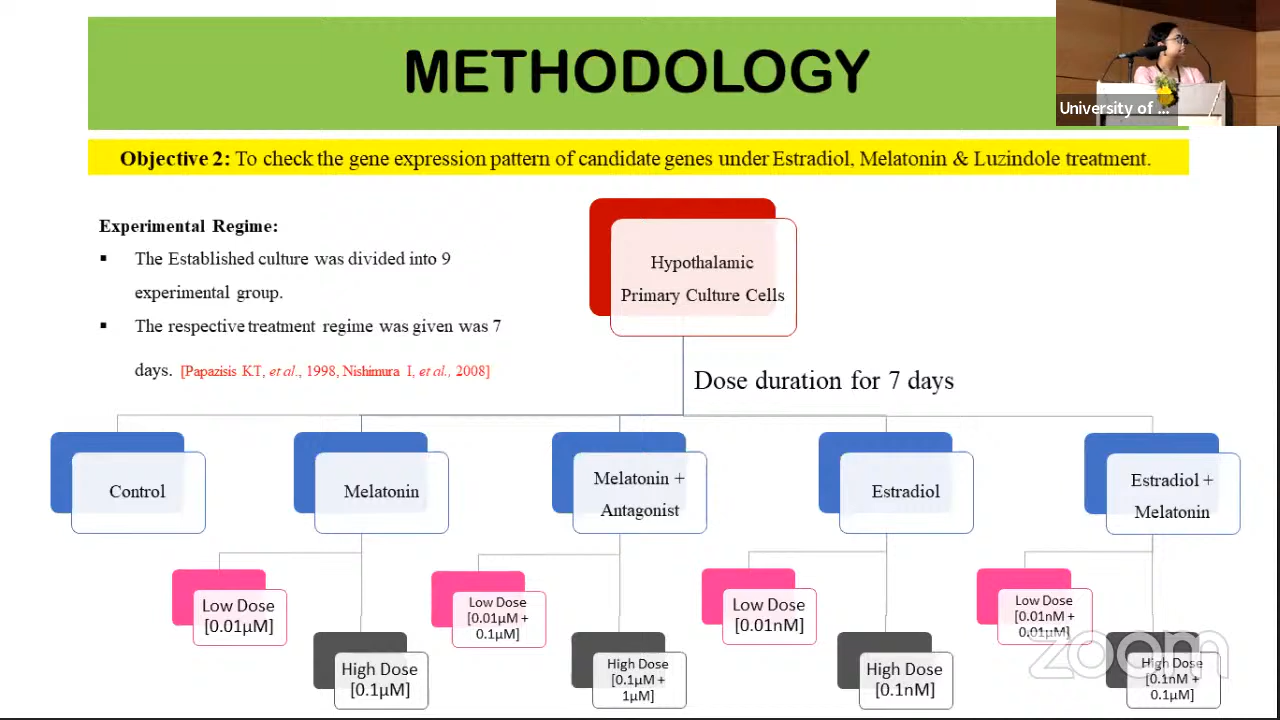 METHODOLOGY
University of ...
Objective 2: To check the gene expression pattern of candidate genes under Estradiol, Melatonin & Luzindole treatment.
Experimental Regime:
▪ The Established culture was divided into 9
experimental group.
▪ The respective treatment regime was given was 7
days. [Papazisis K.T, et al., 1998, Nishimura I, et al., 2008]
Hypothalamic
Primary Culture Cells
Dose duration for 7 days
Control
Melatonin
Melatonin +
Antagonist
Estradiol
Estradiol +
Melatonin
Low Dose
[0.01µM]
High Dose
[0.1µM]
Low Dose
[0.01µM +
0.1µM]
High Dose
[0.1µM +
1µM]
Low Dose
[0.01nM]
High Dose
[0.1nM]
Low Dose
[0.01nM +
0.01µM]
High Dose
[0.1nM +
0.1µM]
zoom